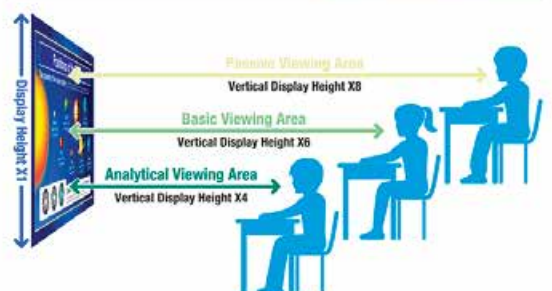 Passive Viewing Area
Vertical Display Height X8
Display Height X1
Basic Viewing Area
Vertical Display Height X6
Analytical Viewing Area
Vertical Display Height X4